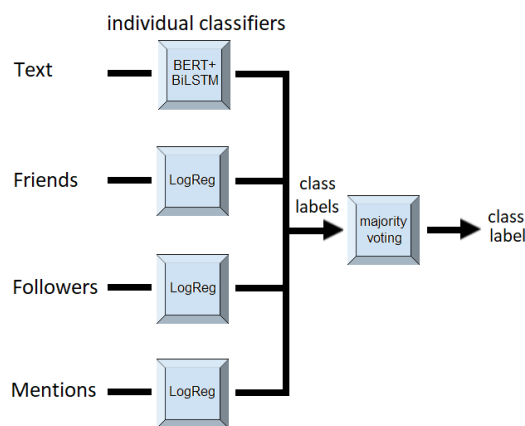 individual classifiers
Text
BERT+
BiLSTM
Friends
LogReg
class
labels
majority
voting
class
label
Followers
LogReg
Mentions
LogReg